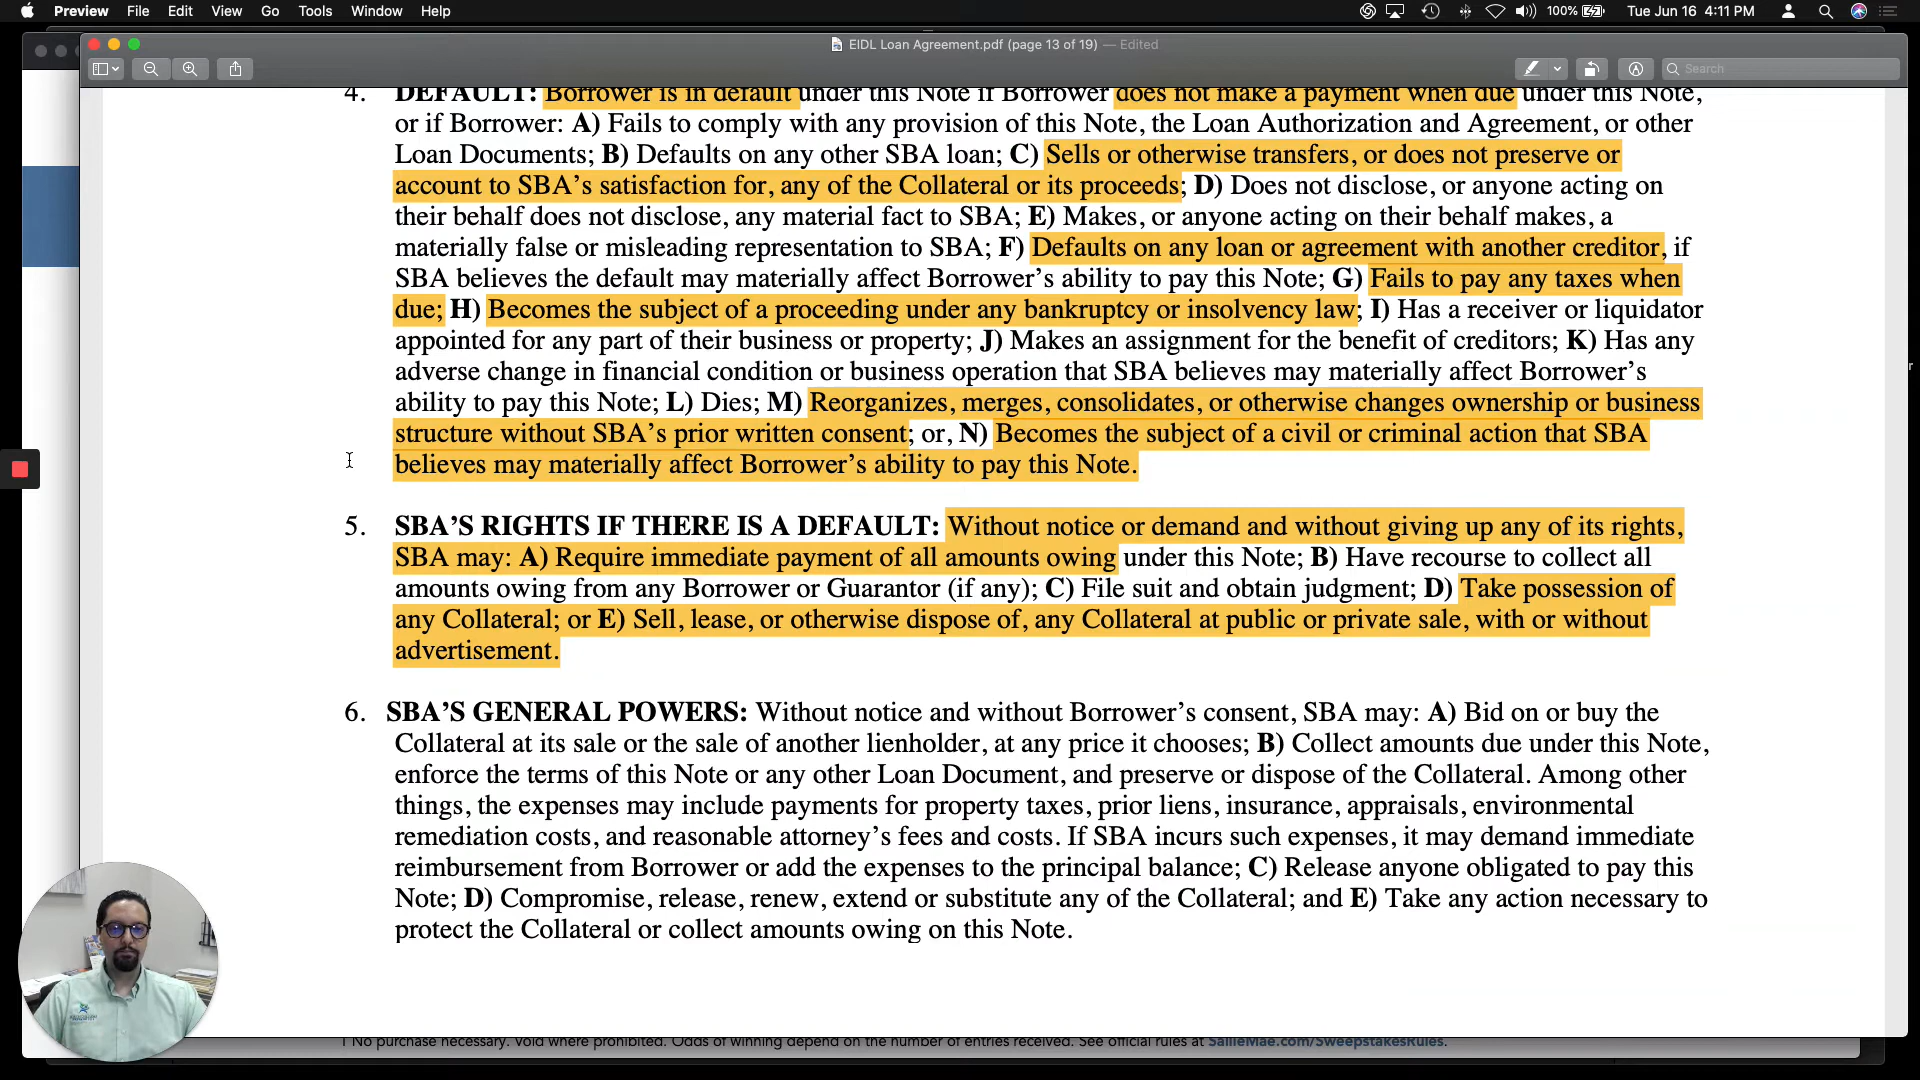 Preview File Edit View Go Tools Window Help 100% Tue Jun 16 4:11 PM
EIDL Loan Agreement.pdf (page 13 of 19) — Edited
Search
4. DEFAULT: Borrower is in default under this Note if Borrower does not make a payment when due under this Note,
or if Borrower: A) Fails to comply with any provision of this Note, the Loan Authorization and Agreement, or other
Loan Documents; B) Defaults on any other SBA loan; C) Sells or otherwise transfers, or does not preserve or
account to SBA’s satisfaction for, any of the Collateral or its proceeds; D) Does not disclose, or anyone acting on
their behalf does not disclose, any material fact to SBA; E) Makes, or anyone acting on their behalf makes, a
materially false or misleading representation to SBA; F) Defaults on any loan or agreement with another creditor, if
SBA believes the default may materially affect Borrower’s ability to pay this Note; G) Fails to pay any taxes when
due; H) Becomes the subject of a proceeding under any bankruptcy or insolvency law; I) Has a receiver or liquidator
appointed for any part of their business or property; J) Makes an assignment for the benefit of creditors; K) Has any
adverse change in financial condition or business operation that SBA believes may materially affect Borrower’s
ability to pay this Note; L) Dies; M) Reorganizes, merges, consolidates, or otherwise changes ownership or business
structure without SBA’s prior written consent; or, N) Becomes the subject of a civil or criminal action that SBA
believes may materially affect Borrower’s ability to pay this Note.
5. SBA’S RIGHTS IF THERE IS A DEFAULT: Without notice or demand and without giving up any of its rights,
SBA may: A) Require immediate payment of all amounts owing under this Note; B) Have recourse to collect all
amounts owing from any Borrower or Guarantor (if any); C) File suit and obtain judgment; D) Take possession of
any Collateral; or E) Sell, lease, or otherwise dispose of, any Collateral at public or private sale, with or without
advertisement.
6. SBA’S GENERAL POWERS: Without notice and without Borrower’s consent, SBA may: A) Bid on or buy the
Collateral at its sale or the sale of another lienholder, at any price it chooses; B) Collect amounts due under this Note,
enforce the terms of this Note or any other Loan Document, and preserve or dispose of the Collateral. Among other
things, the expenses may include payments for property taxes, prior liens, insurance, appraisals, environmental
remediation costs, and reasonable attorney’s fees and costs. If SBA incurs such expenses, it may demand immediate
reimbursement from Borrower or add the expenses to the principal balance; C) Release anyone obligated to pay this
Note; D) Compromise, release, renew, extend or substitute any of the Collateral; and E) Take any action necessary to
protect the Collateral or collect amounts owing on this Note.
1 No purchase necessary. Void where prohibited. Odds of winning depend on the number of entries received. See official rules at SallieMae.com/SweepstakesRules.